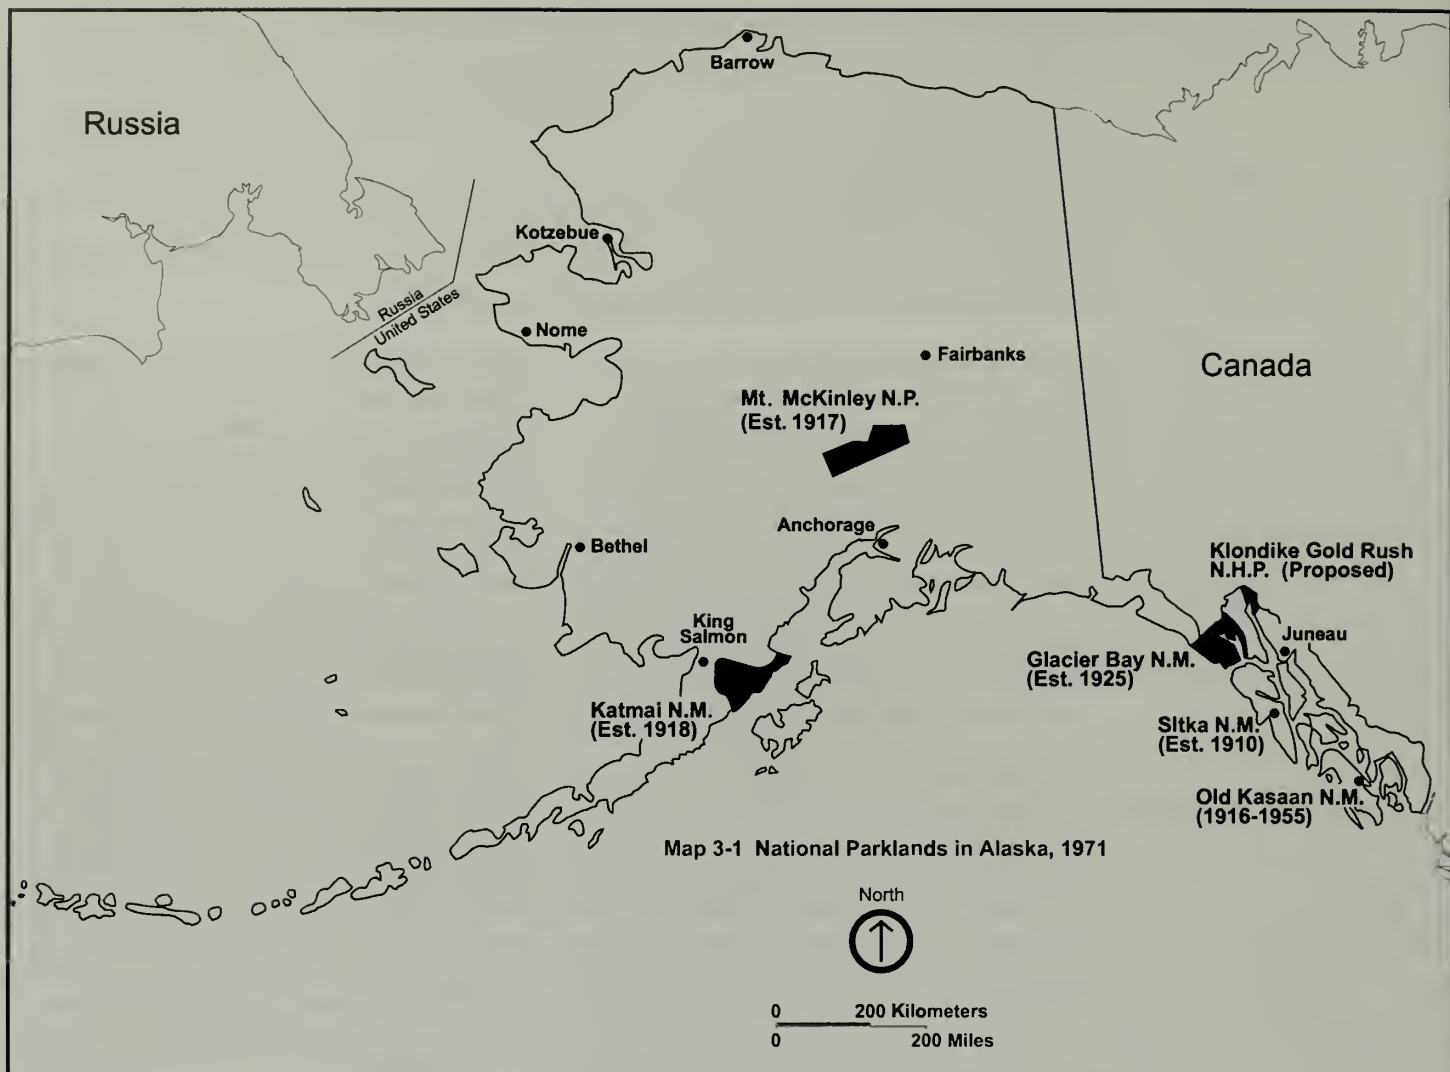 Barrow
Russia
Kotzebue
Russia
United States
Nome
Fairbanks
Canada
Mt. McKinley N.P.
(Est. 1917)
Anchorage
Bethel
Klondike Gold Rush
N.H.P. (Proposed)
King
Salmon
Juneau
Glacier Bay N.M.
(Est. 1925)
Katmai N.M.
(Est. 1918)
SItka N.M.
(Est. 1910)
Old Kasaan N.M.
(1916-1955)
Map 3-1 National Parklands in Alaska, 1971
North
0 200 Kilometers
0 200 Miles